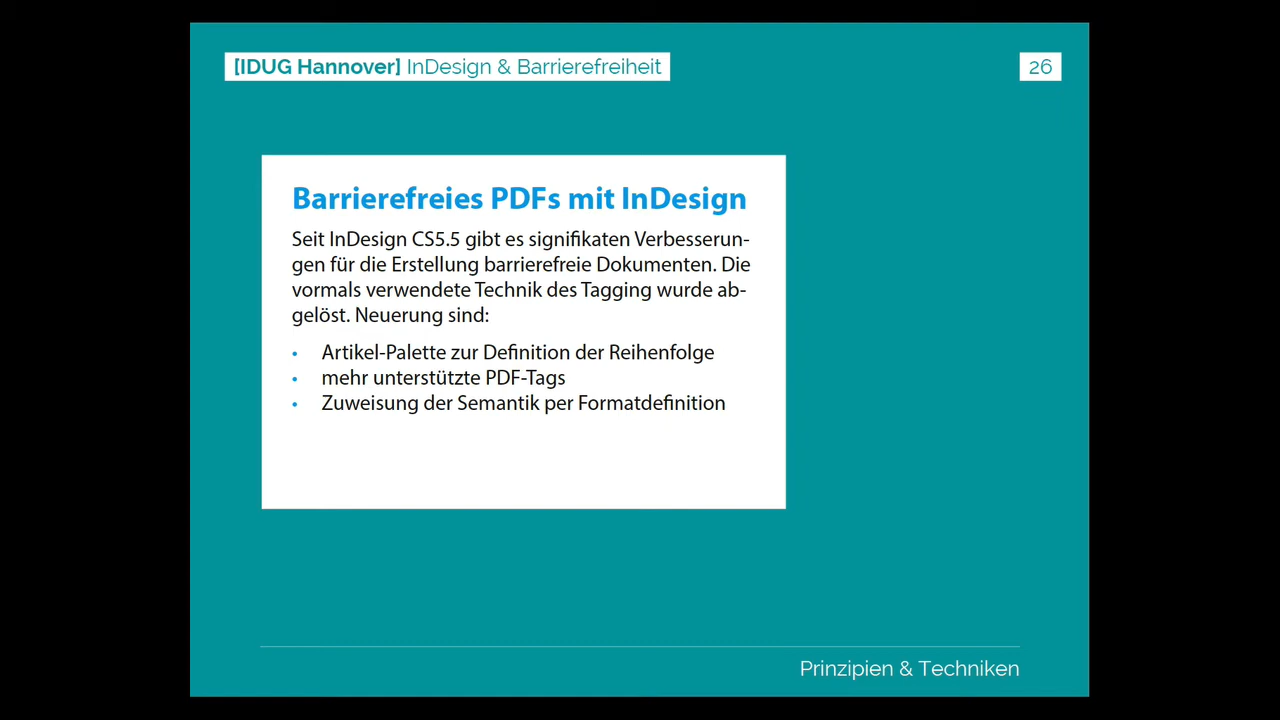 [IDUG Hannover] InDesign & Barrierefreiheit
26
Barrierefreies PDFs mit InDesign
Seit InDesign CS5.5 gibt es signifikaten Verbesserun-
gen für die Erstellung barrierefreie Dokumenten. Die
vormals verwendete Technik des Tagging wurde ab-
gelöst. Neuerung sind:
• Artikel-Palette zur Definition der Reihenfolge
• mehr unterstützte PDF-Tags
• Zuweisung der Semantik per Formatdefinition
Prinzipien & Techniken